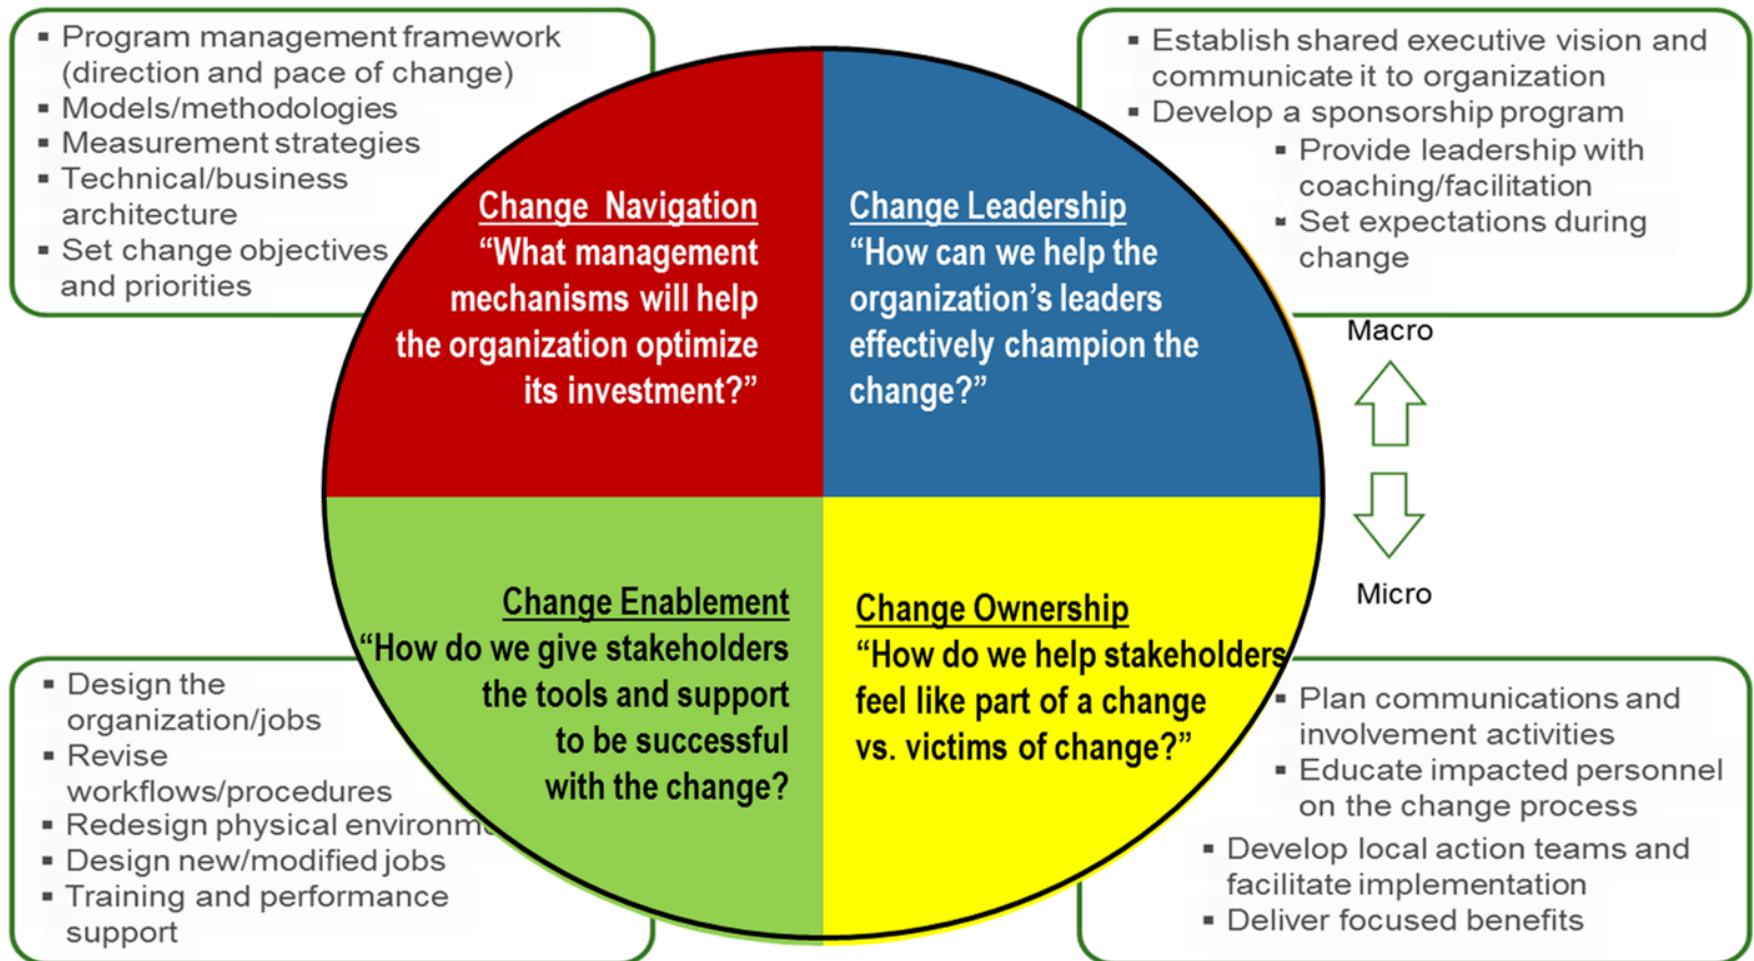 ▪ Program management framework
(direction and pace of change)
▪ Models/methodologies
▪ Measurement strategies
▪ Technical/business
architecture
▪ Set change objectives
and priorities
▪ Establish shared executive vision and
communicate it to organization
▪ Develop a sponsorship program
▪ Provide leadership with
coaching/facilitation
▪ Set expectations during
change
Change Navigation
“What management
mechanisms will help
the organization optimize
its investment?”
Change Leadership
“How can we help the
organization’s leaders
effectively champion the
change?”
Macro
Micro
Change Enablement
“How do we give stakeholders
the tools and support
to be successful
with the change?
Change Ownership
“How do we help stakeholders
feel like part of a change
vs. victims of change?”
▪ Design the
organization/jobs
▪ Revise
workflows/procedures
▪ Redesign physical
▪ Design new/modified jobs
▪ Training and performance
support
▪ Plan communications and
involvement activities
▪ Educate impacted personnel
on the change process
▪ Develop local action teams and
facilitate implementation
▪ Deliver focused benefits